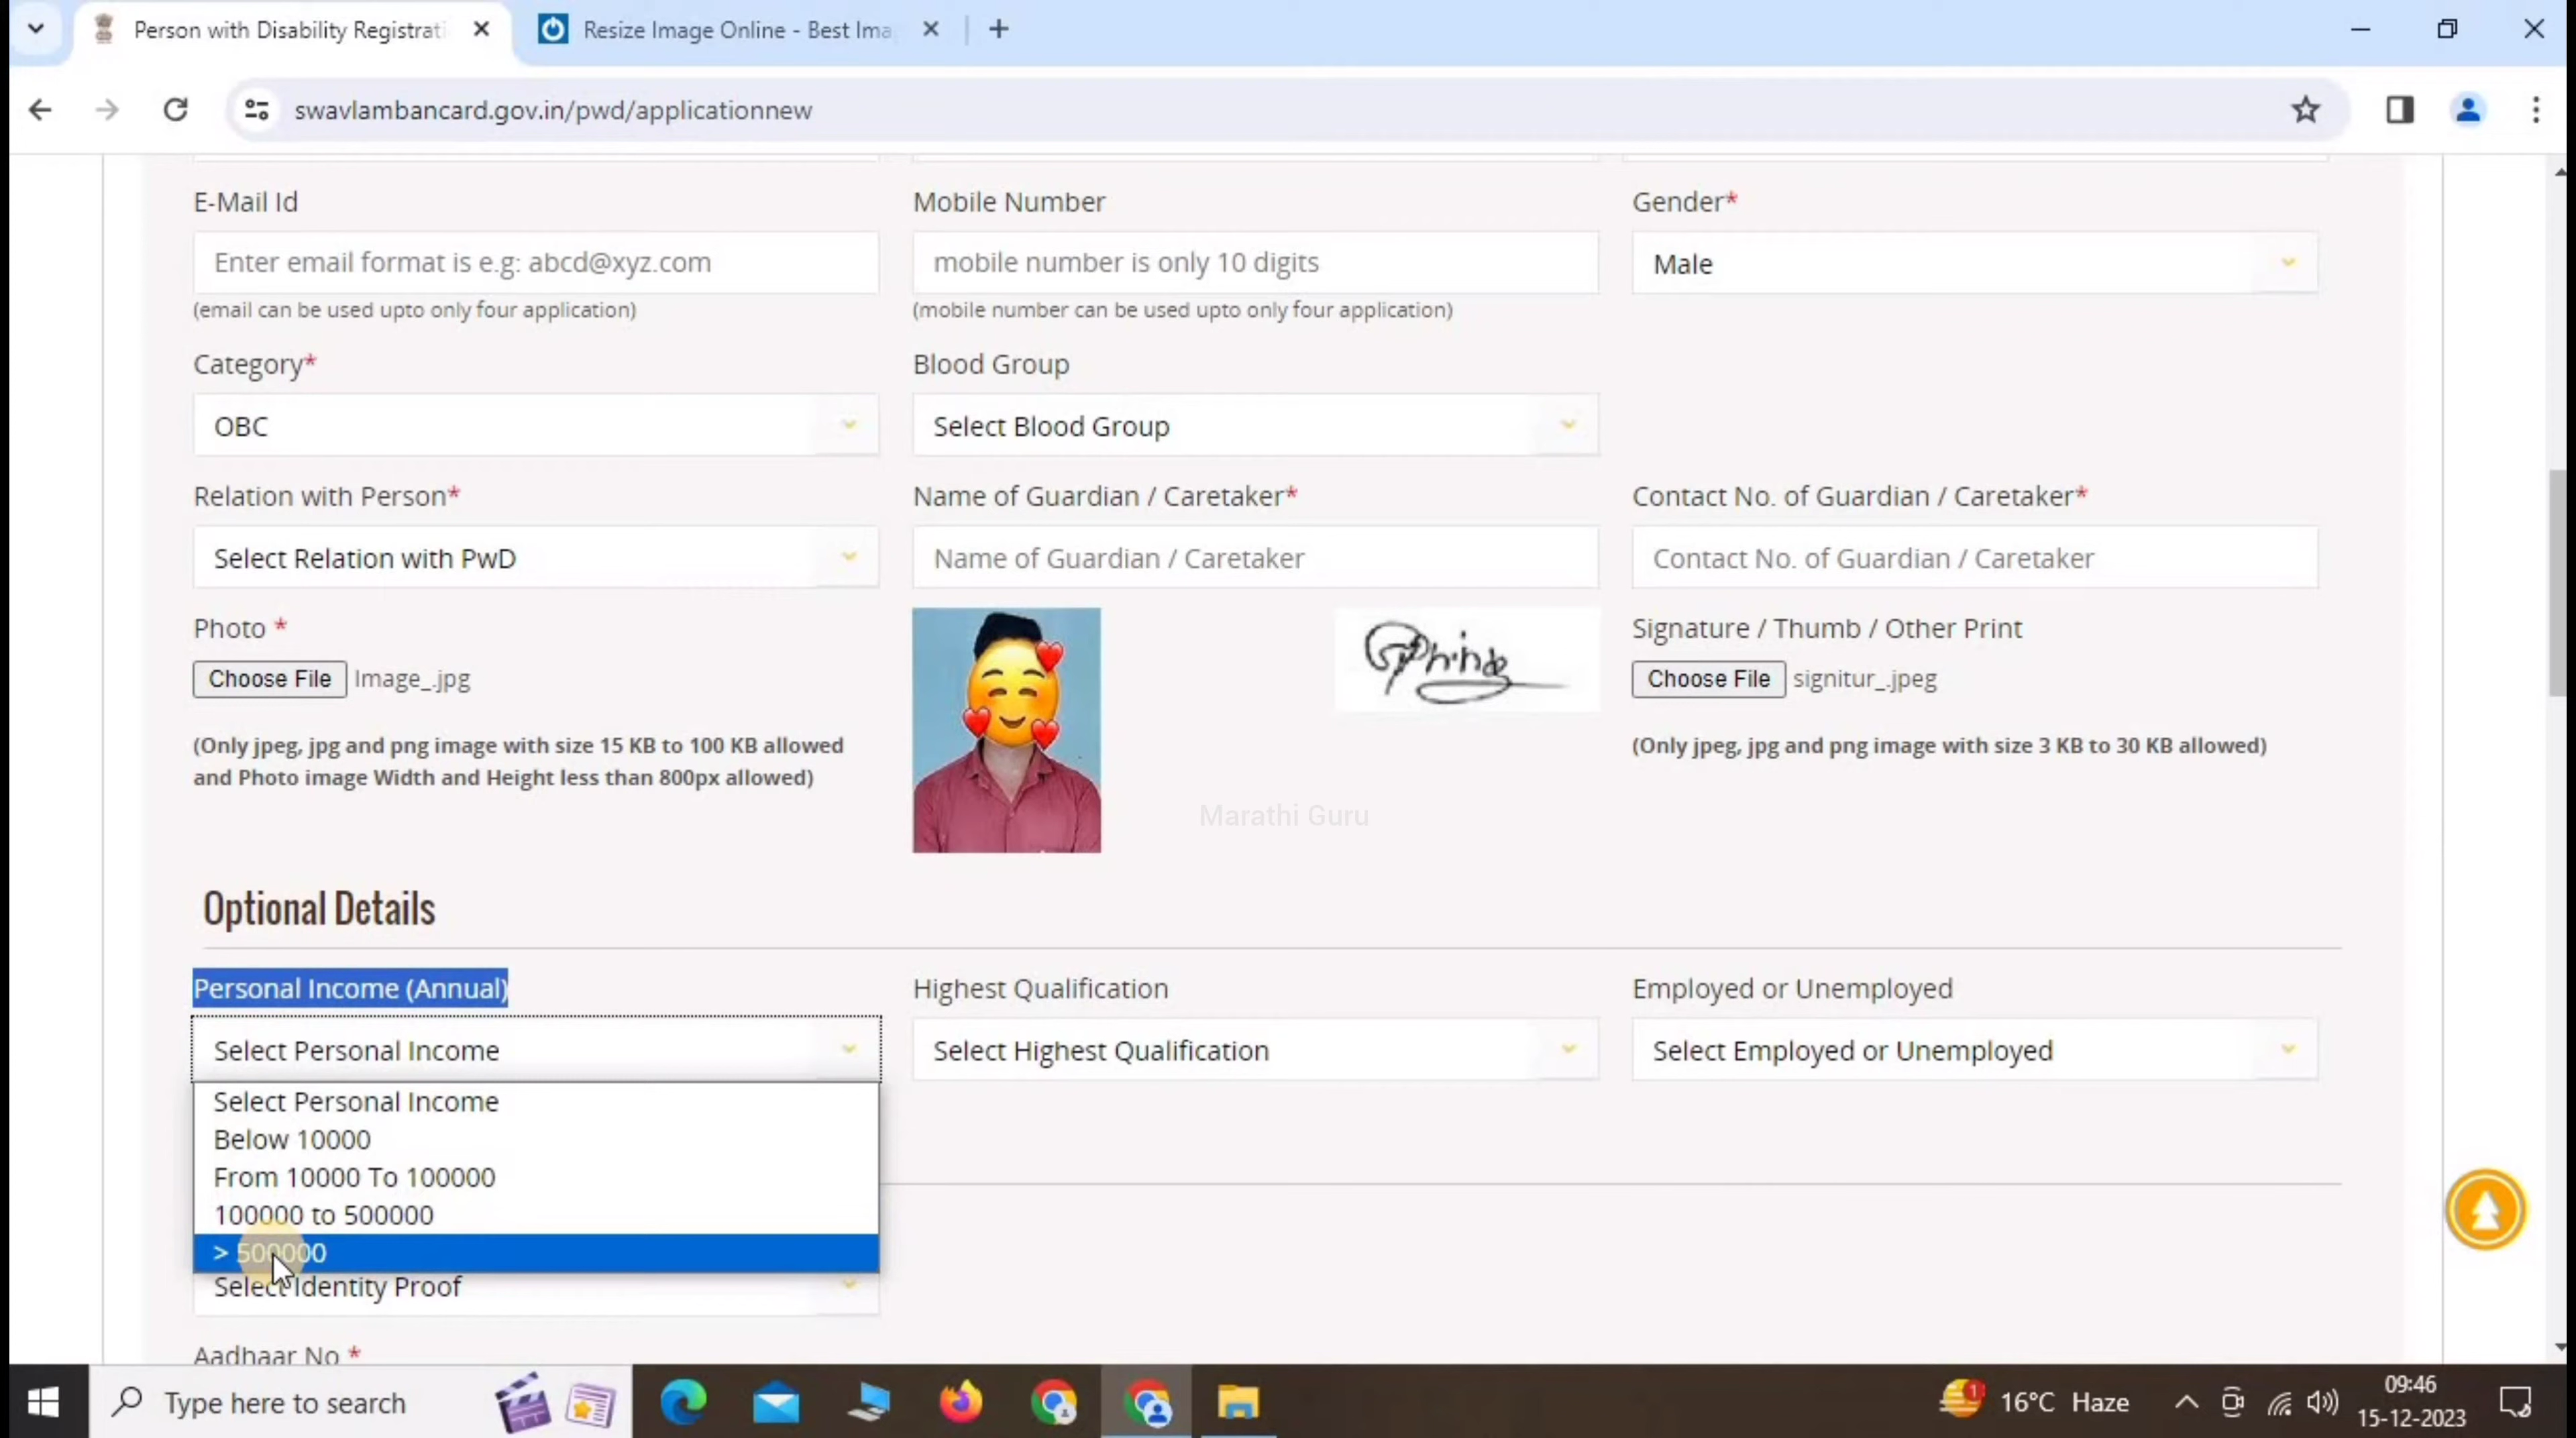 Person with Disability Registrati
Resize Image Online - Best Ima
swavlambancard.gov.in/pwd/applicationnew
E-Mail Id
Mobile Number
Gender*
Enter email format is e.g: abcd@xyz.com
mobile number is only 10 digits
Male
(email can be used upto only four application)
(mobile number can be used upto only four application)
Category*
Blood Group
OBC
Select Blood Group
Relation with Person*
Name of Guardian / Caretaker*
Contact No. of Guardian / Caretaker*
Select Relation with PwD
Name of Guardian / Caretaker
Contact No. of Guardian / Caretaker
Photo *
Signature / Thumb / Other Print
Choose File Image_.jpg
Choose File signitur_.jpeg
(Only jpeg, jpg and png image with size 15 KB to 100 KB allowed
and Photo image Width and Height less than 800px allowed)
(Only jpeg, jpg and png image with size 3 KB to 30 KB allowed)
Marathi Guru
Optional Details
Personal Income (Annual)
Highest Qualification
Employed or Unemployed
Select Personal Income
Select Highest Qualification
Select Employed or Unemployed
Select Personal Income
Below 10000
From 10000 To 100000
100000 to 500000
> 500000
Select Identity Proof
Aadhaar No *
Type here to search
1
16°C Haze
09:46
15-12-2023